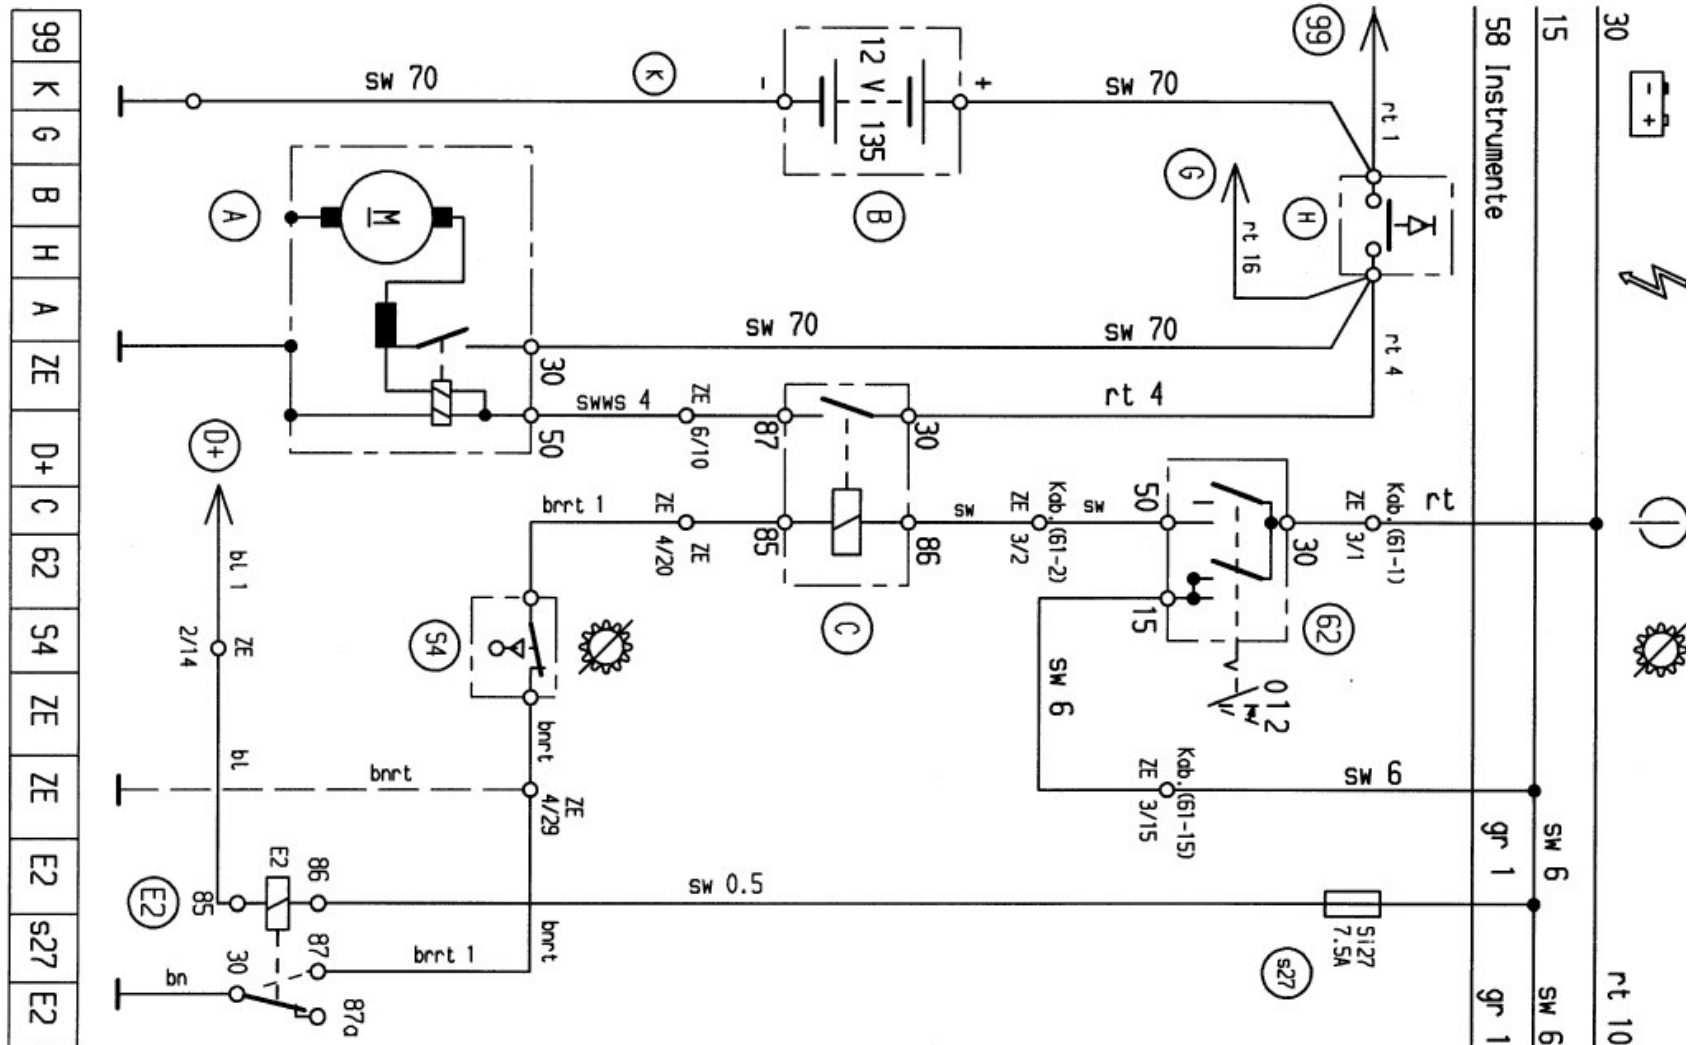 99
K
G
B
H
A
ZE
D+
C
62
S4
ZE
ZE
E2
s27
E2
30
15
58 Instrumente
- +
99
rt 1
sw 70
K
-
12 V 135
+
sw 70
B
G
rt 16
H
A
M
sw 70
sw 70
rt 4
30
50
swws 4
ZE 6/10
87
30
rt 4
D+
brrt 1
ZE 4/20 ZE
85
86
sw
ZE 3/2
Kab.(61-2)
sw
50
30
15
ZE 3/1
Kab.(61-1)
rt
C
62
0 1 2
bl 1
ZE
2/14
bl
S4
bnrt
bnrt
ZE
4/29
sw 6
ZE 3/15
Kab.(61-15)
sw 6
gr 1
sw 6
E2
85
E2
86
sw 0.5
Si27
7.5A
s27
bnrt
brrt 1
87
30
87a
bn
gr 1
sw 6
rt 10